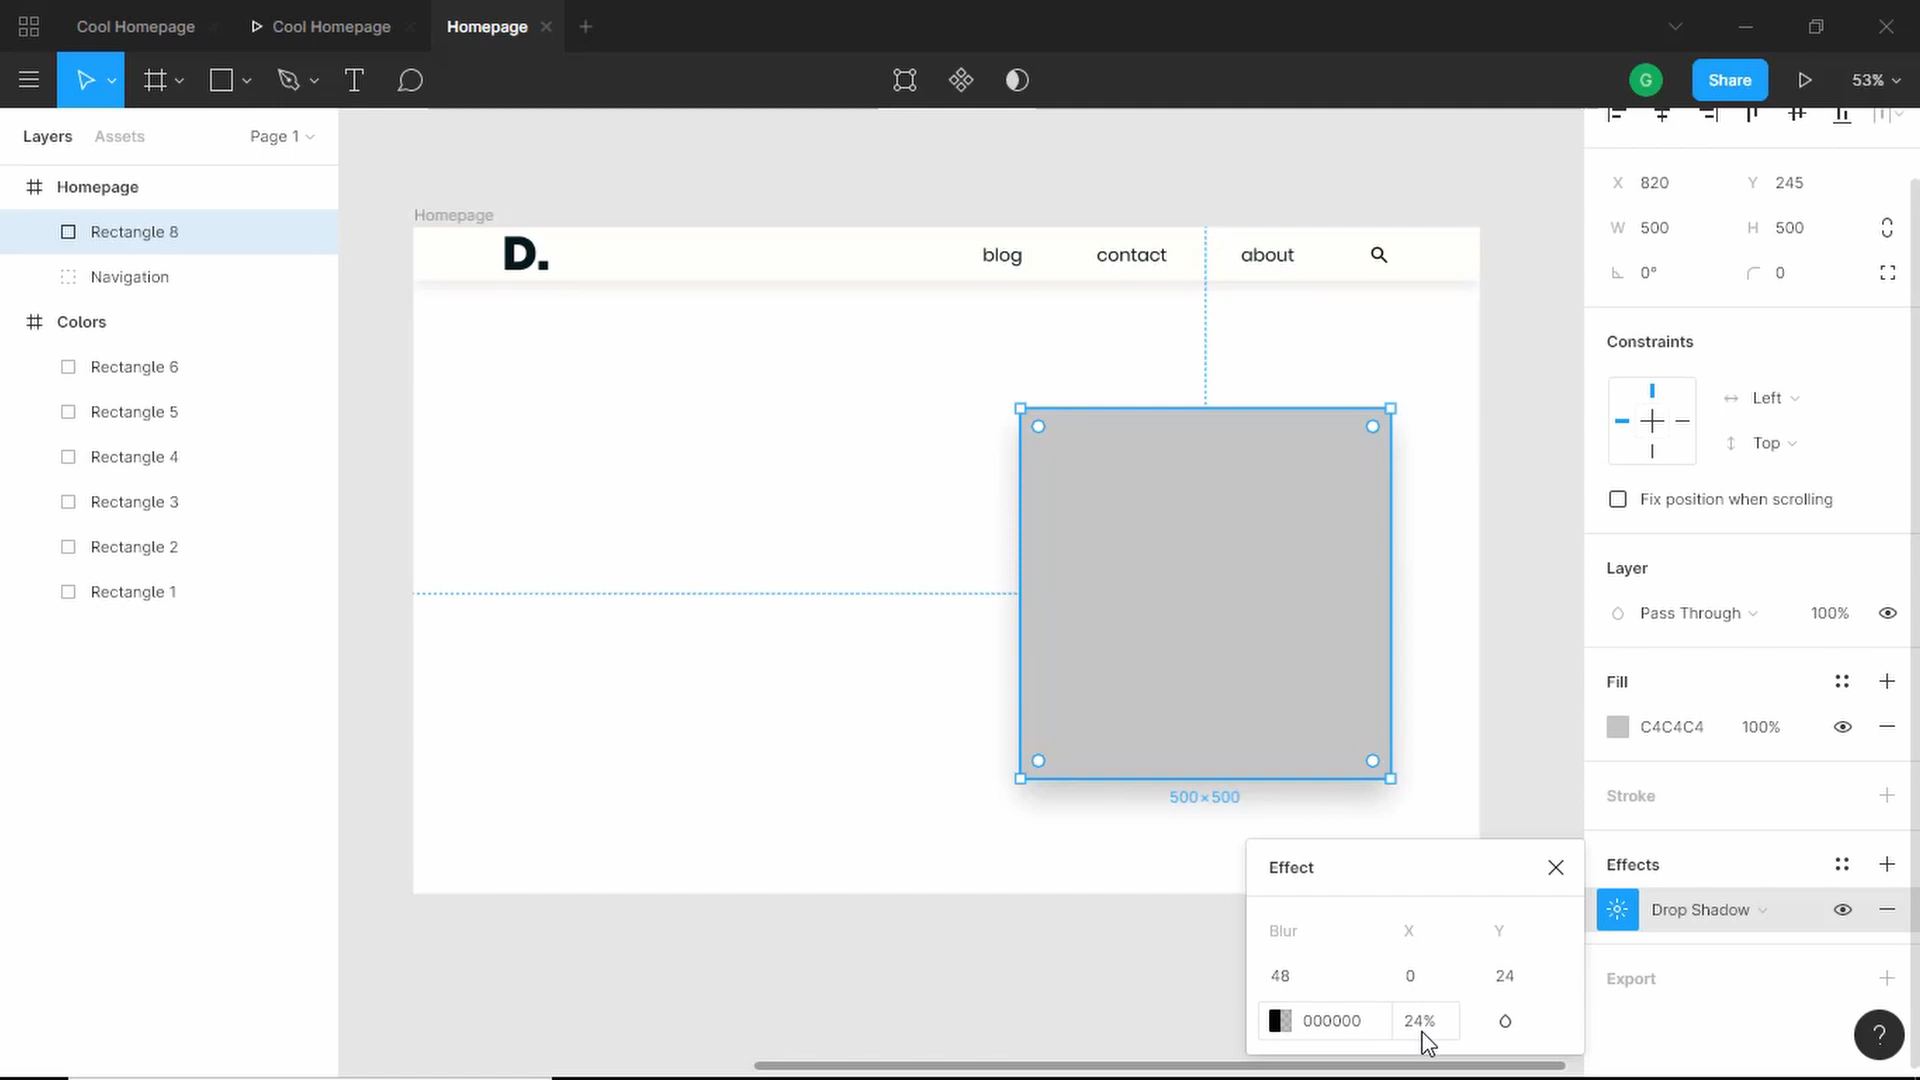 Cool Homepage
Cool Homepage
Homepage
T
G
Share
53%
Layers
Assets
Page 1
Homepage
Rectangle 8
Navigation
Colors
Rectangle 6
Rectangle 5
Rectangle 4
Rectangle 3
Rectangle 2
Rectangle 1
Homepage
D.
blog
contact
about
500×500
X 820
Y 245
W 500
H 500
0°
0
Constraints
Left
Top
Fix position when scrolling
Layer
Pass Through
100%
Fill
C4C4C4
100%
Stroke
Effects
Drop Shadow
Export
Effect
Blur X Y
48 0 24
000000 24%
?